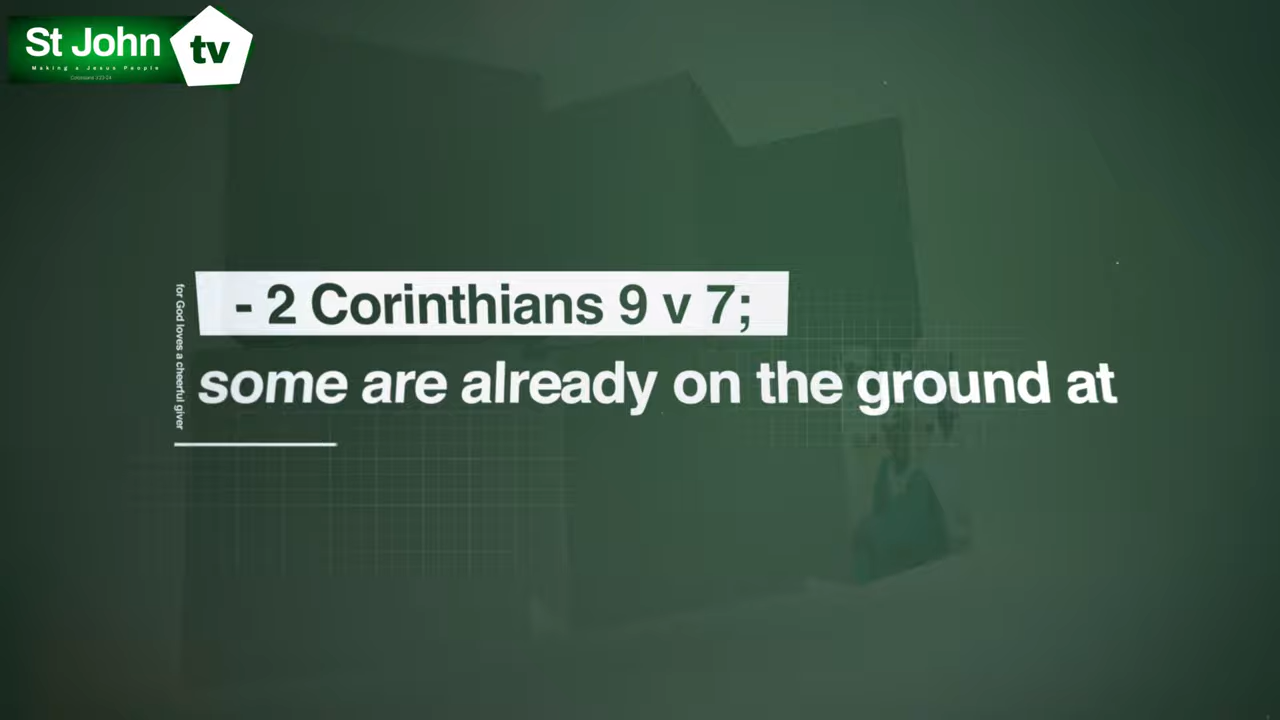 St John
tv
Making a Jesus People
- 2 Corinthians 9 v 7;
for God loves a cheerful giver
some are already on the ground at